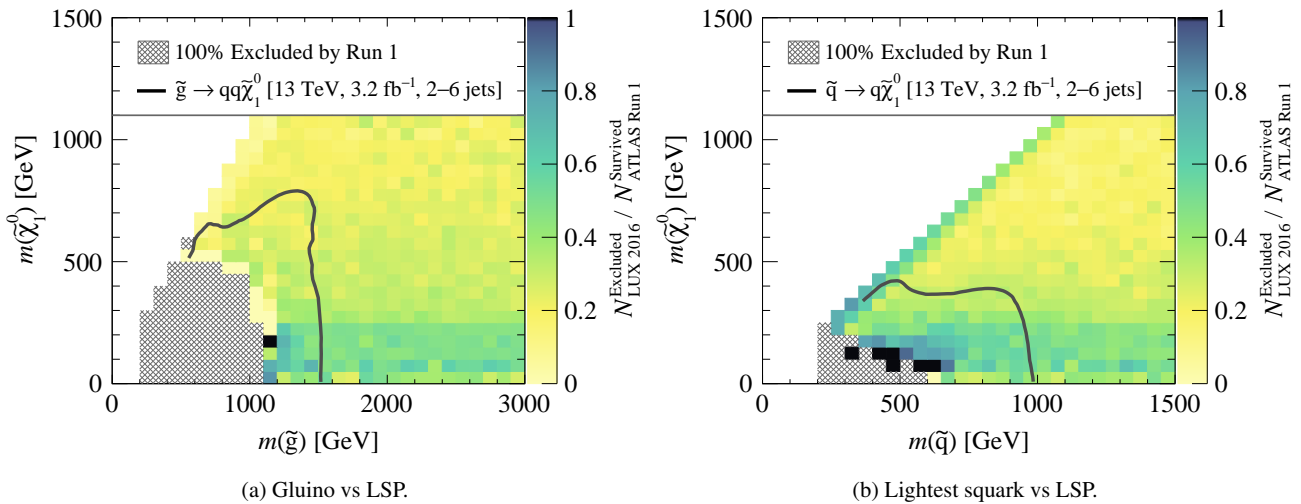 1500
1000
500
0
m(χ̃₁⁰) [GeV]
100% Excluded by Run 1
g̃ → qqχ̃₁⁰ [13 TeV, 3.2 fb⁻¹, 2–6 jets]
0 1000 2000 3000
m(g̃) [GeV]
1
0.8
0.6
0.4
0.2
0
N^Excluded_LUX 2016 / N^Survived_ATLAS Run 1
(a) Gluino vs LSP.
1500
1000
500
0
m(χ̃₁⁰) [GeV]
100% Excluded by Run 1
q̃ → qχ̃₁⁰ [13 TeV, 3.2 fb⁻¹, 2–6 jets]
0 500 1000 1500
m(q̃) [GeV]
1
0.8
0.6
0.4
0.2
0
N^Excluded_LUX 2016 / N^Survived_ATLAS Run 1
(b) Lightest squark vs LSP.